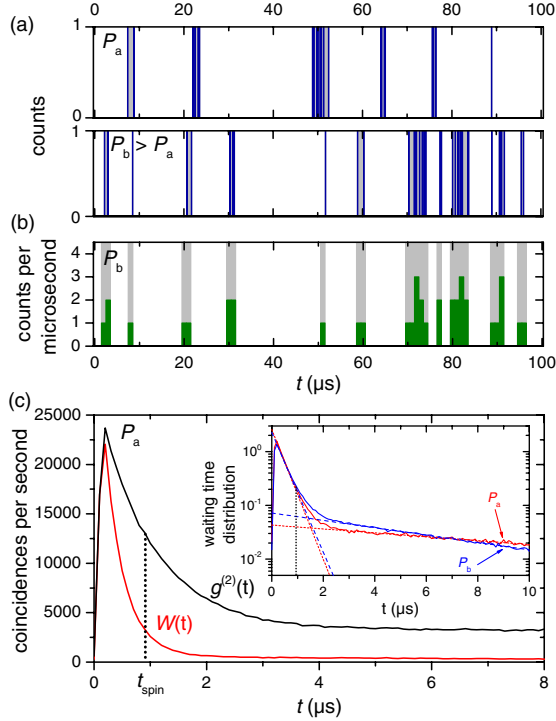 (a)
0 20 40 60 80 100
1
P_a
0
counts
1
P_b > P_a
0
(b)
counts per
microsecond
4
3
2
1
0
P_b
0 20 40 60 80 100
t (μs)
(c)
coincidences per second
25000
20000
15000
10000
5000
0
P_a
g^(2)(t)
W(t)
t_spin
0 2 4 6 8
t (μs)
waiting time
distribution
10^0
10^-1
10^-2
P_a
P_b
0 2 4 6 8 10
t (μs)